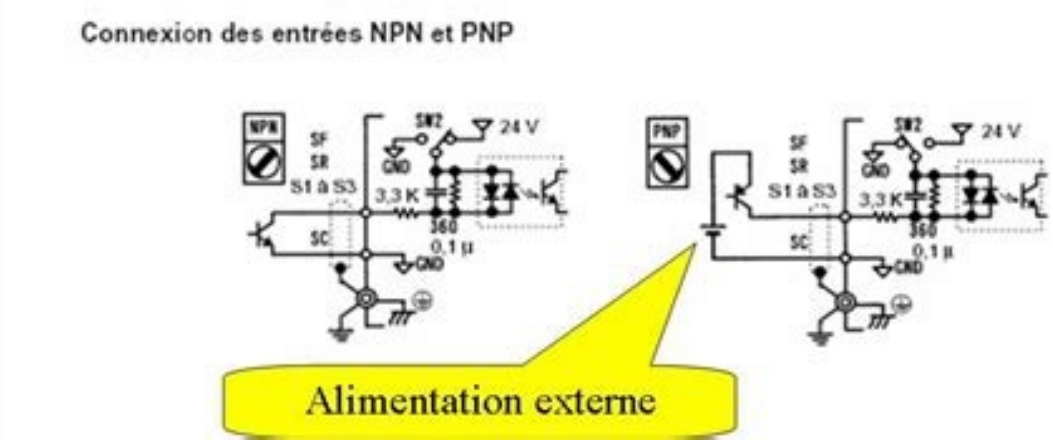 Connexion des entrées NPN et PNP
NPN
SF
SR
S1 à S3
SC
SW2
24 V
GND
3,3 K
360
0,1 µ
GND
PNP
SF
SR
S1 à S3
SC
SW2
24 V
GND
3,3 K
360
0,1 µ
GND
Alimentation externe